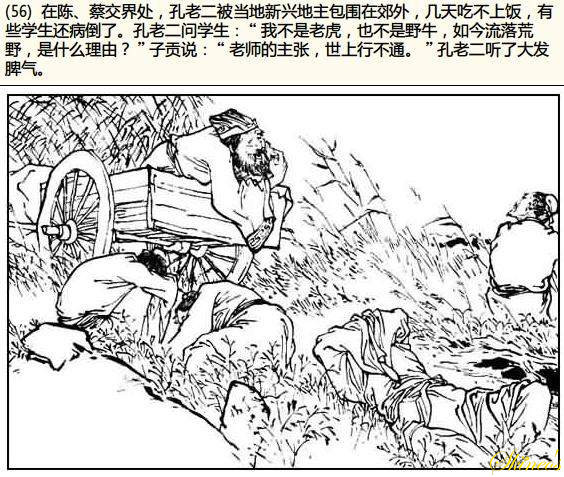 (56) 在陈、蔡交界处，孔老二被当地新兴地主包围在郊外，几天吃不上饭，有
些学生还病倒了。孔老二问学生：“我不是老虎，也不是野牛，如今流落荒
野，是什么理由？”子贡说：“老师的主张，世上行不通。”孔老二听了大发
脾气。